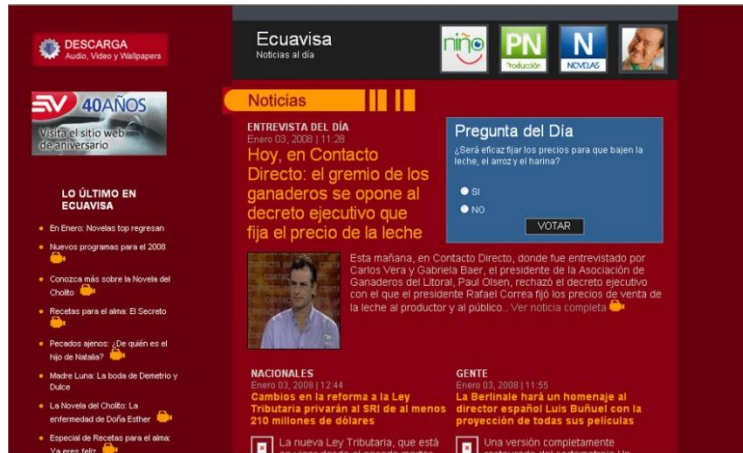 DESCARGA
Audio, Video y Wallpapers
40AÑOS
Visita el sitio web
de aniversario
LO ÚLTIMO EN
ECUAVISA
En Enero: Novelas top regresan
Nuevos programas para el 2008
Conozca más sobre la Novela del
Cholito
Recetas para el alma: El Secreto
Pecados ajenos: ¿De quién es el
hijo de Natalia?
Madre Luna: La boda de Demetrio y
Dulce
La Novela del Cholito: La
enfermedad de Doña Esther
Especial de Recetas para el alma:
Ya eres feliz
Ecuavisa
Noticias al día
niño
PN
Producción
N
NOVELAS
Noticias
ENTREVISTA DEL DÍA
Enero 03, 2008 | 11:28
Hoy, en Contacto
Directo: el gremio de los
ganaderos se opone al
decreto ejecutivo que
fija el precio de la leche
Pregunta del Día
¿Será eficaz fijar los precios para que bajen la
leche, el arroz y el harina?
SI
NO
VOTAR
Esta mañana, en Contacto Directo, donde fue entrevistado por
Carlos Vera y Gabriela Baer, el presidente de la Asociación de
Ganaderos del Litoral, Paul Olsen, rechazó el decreto ejecutivo
con el que el presidente Rafael Correa fijó los precios de venta de
la leche al productor y al público.. Ver noticia completa
NACIONALES
Enero 03, 2008 | 12:44
Cambios en la reforma a la Ley
Tributaria privarán al SRI de al menos
210 millones de dólares
La nueva Ley Tributaria, que está
GENTE
Enero 03, 2008 | 11:55
La Berlinale hará un homenaje al
director español Luis Buñuel con la
proyección de todas sus películas
Una versión completamente